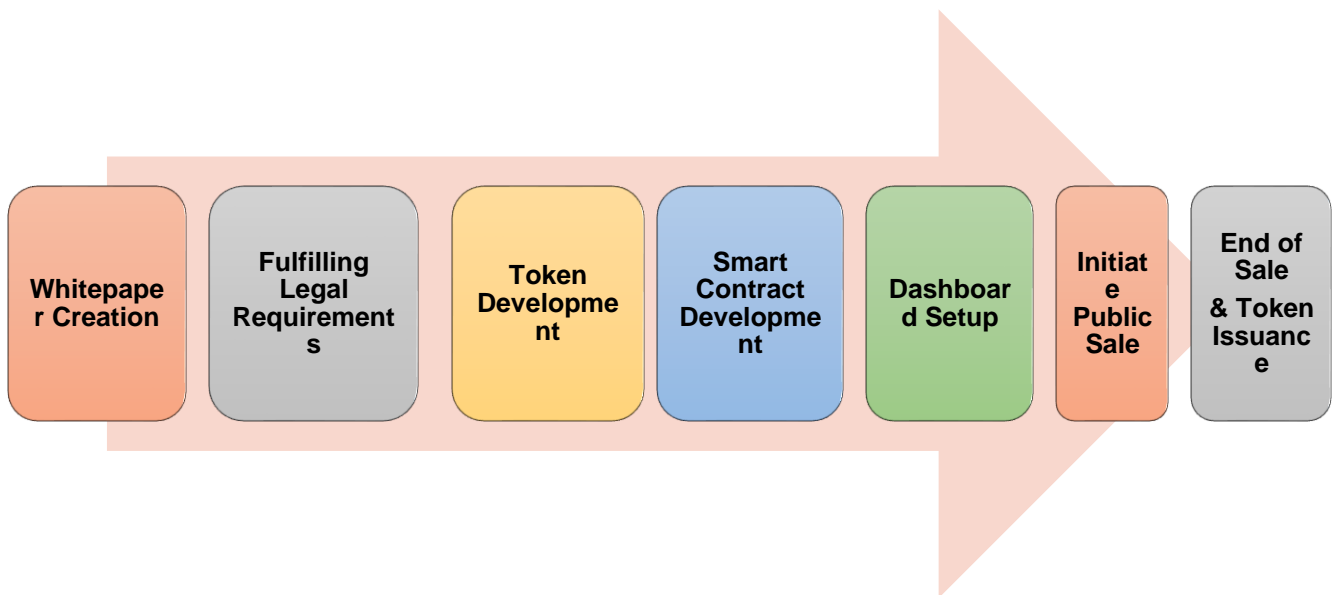 Whitepape
r Creation
Fulfilling
Legal
Requirement
s
Token
Developme
nt
Smart
Contract
Developme
nt
Dashboar
d Setup
Initiat
e
Public
Sale
End of
Sale
& Token
Issuanc
e